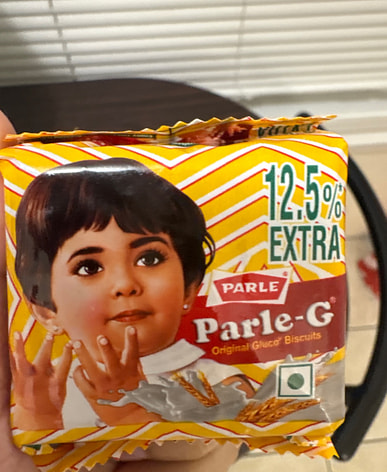 12.5%
EXTRA
PARLE
Parle-G®
Original Gluco* Biscuits